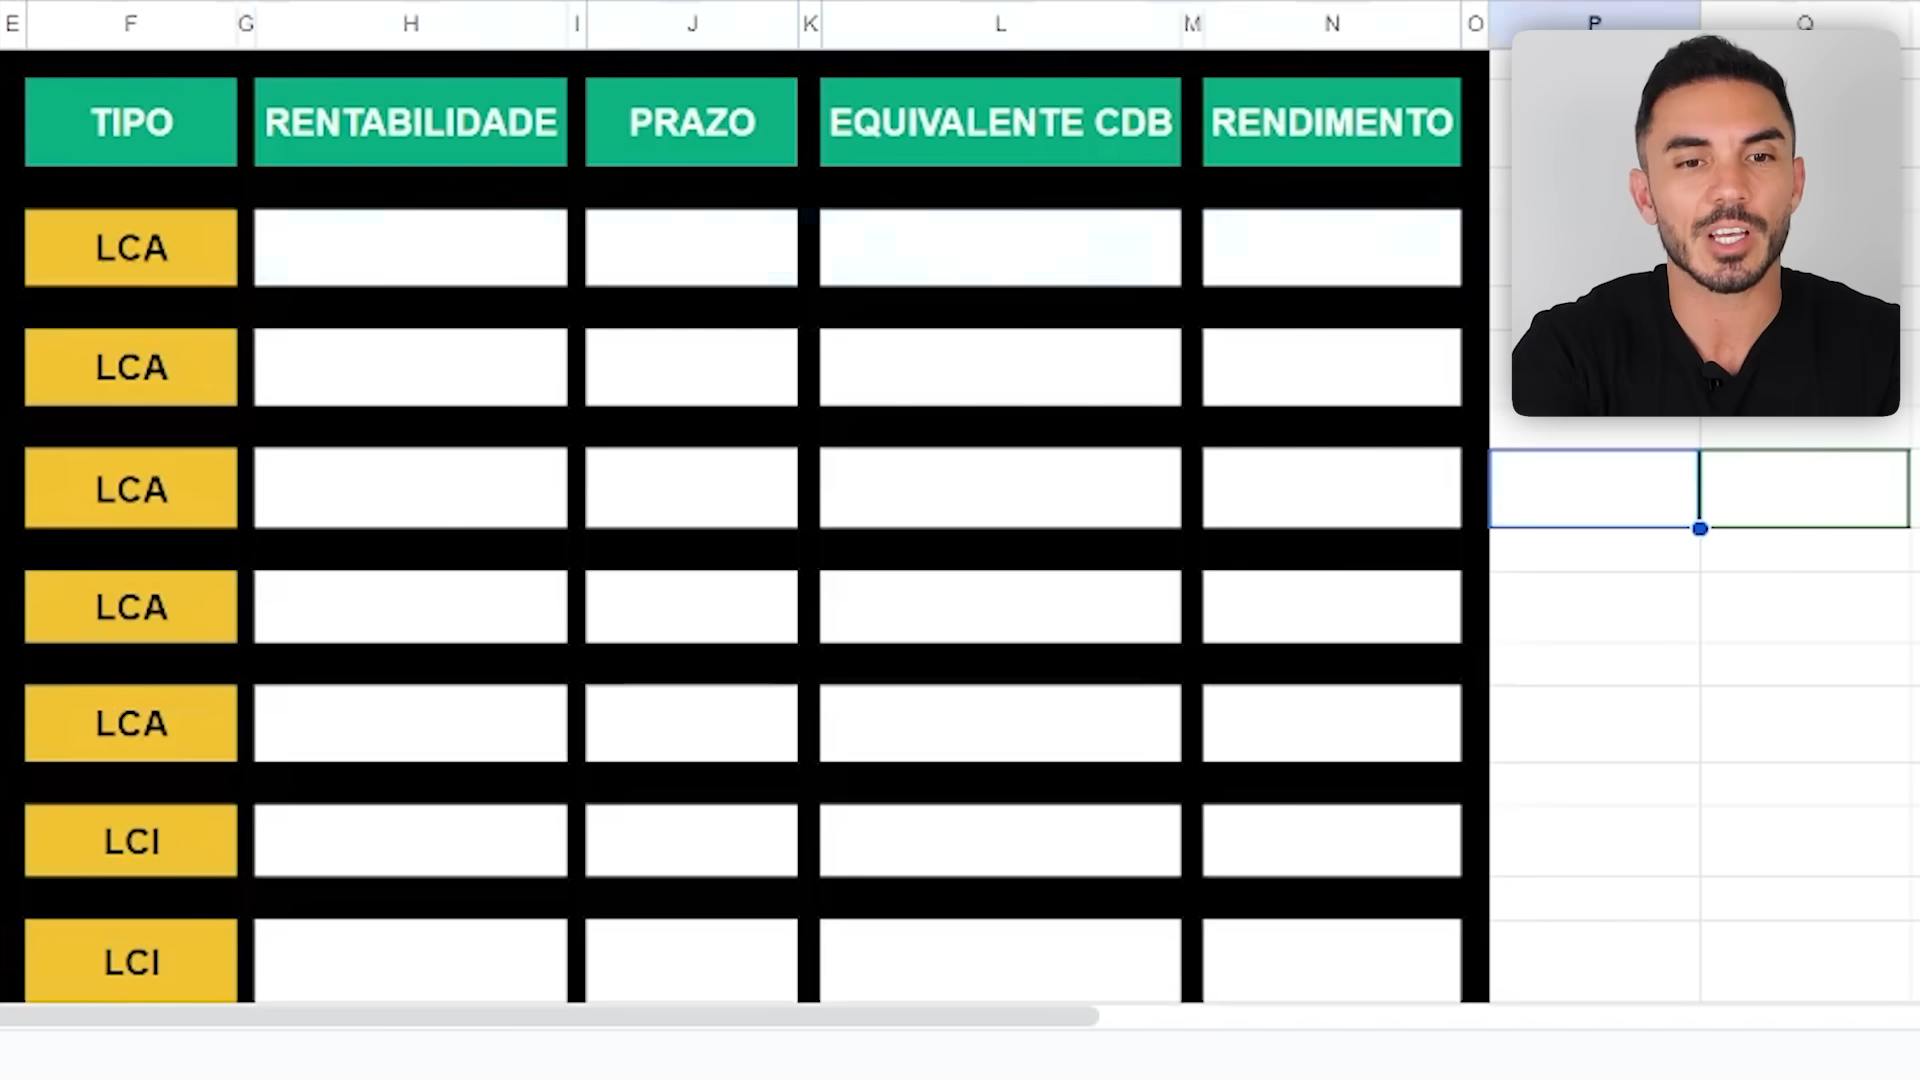 E F G H I J K L M N O P Q
TIPO RENTABILIDADE PRAZO EQUIVALENTE CDB RENDIMENTO
LCA
LCA
LCA
LCA
LCA
LCI
LCI